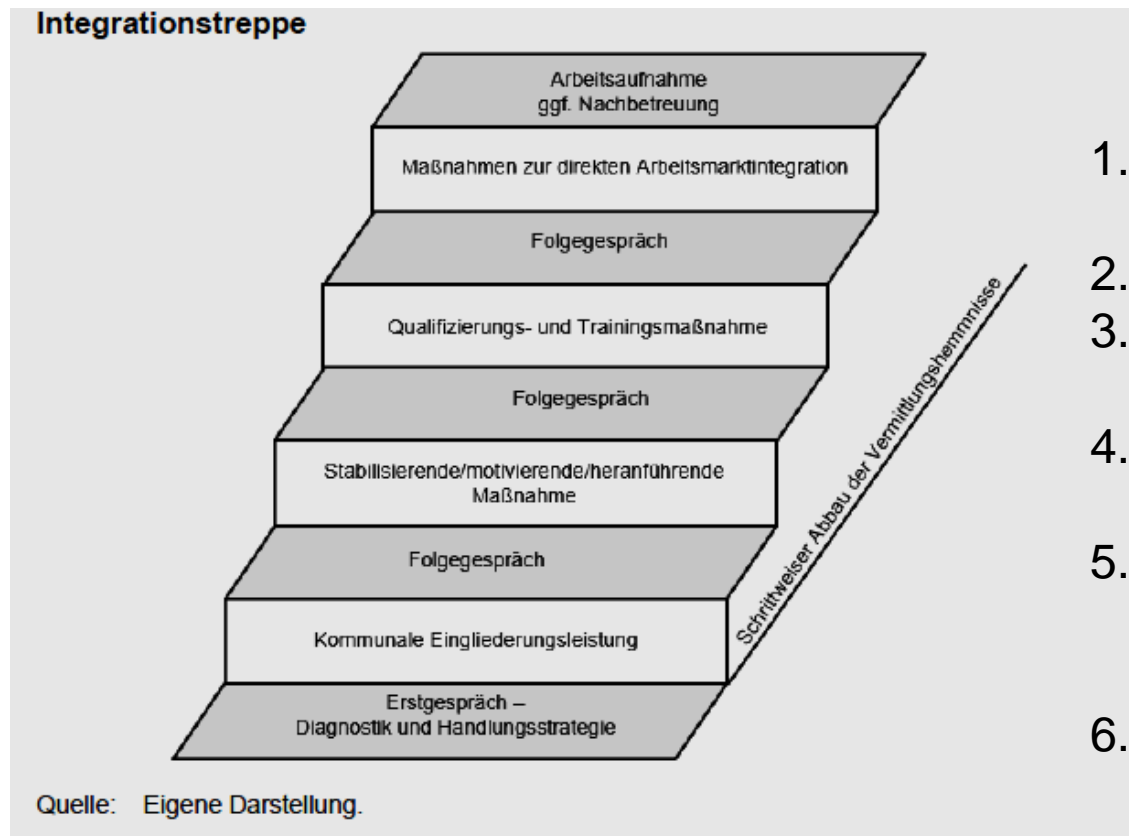 Integrationstreppe
Arbeitsaufnahme
ggf. Nachbetreuung
Maßnahmen zur direkten Arbeitsmarktintegration
Folgegespräch
Qualifizierungs- und Trainingsmaßnahme
Folgegespräch
Stabilisierende/motivierende/heranführende
Maßnahme
Folgegespräch
Kommunale Eingliederungsleistung
Erstgespräch –
Diagnostik und Handlungsstrategie
Schrittweiser Abbau der Vermittlungshemmnisse
Quelle: Eigene Darstellung.
1.
2.
3.
4.
5.
6.